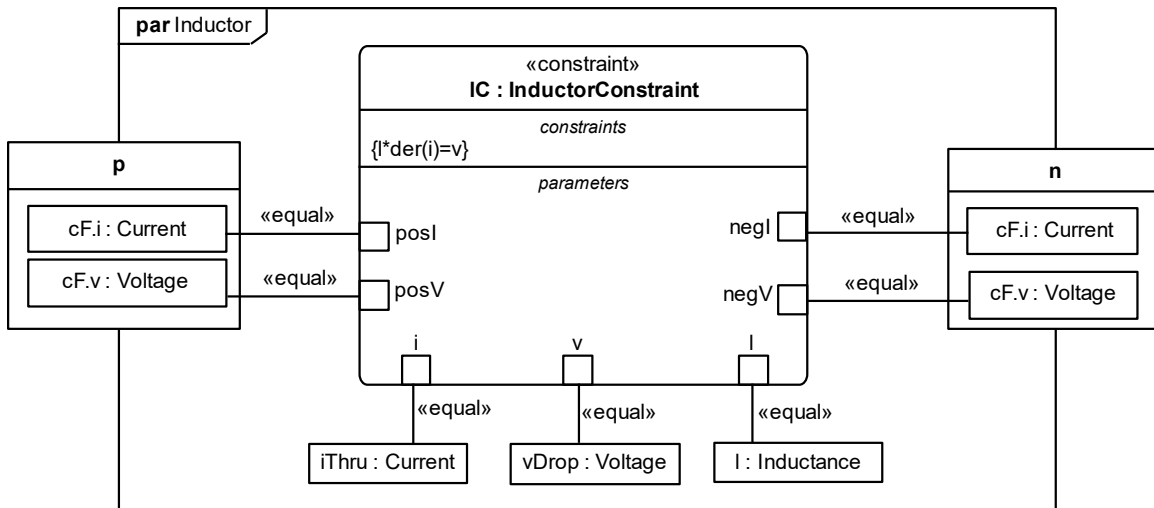 par Inductor
«constraint»
IC : InductorConstraint
constraints
{l*der(i)=v}
parameters
p
cF.i : Current
cF.v : Voltage
«equal»
«equal»
posI
posV
negI
negV
«equal»
«equal»
n
cF.i : Current
cF.v : Voltage
i
v
l
«equal»
«equal»
«equal»
iThru : Current
vDrop : Voltage
l : Inductance